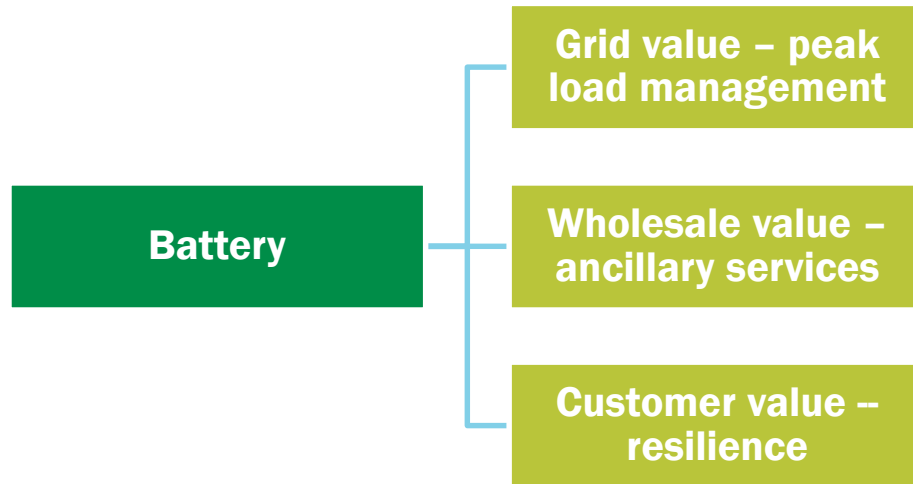 Grid value – peak
load management
Battery
Wholesale value –
ancillary services
Customer value --
resilience